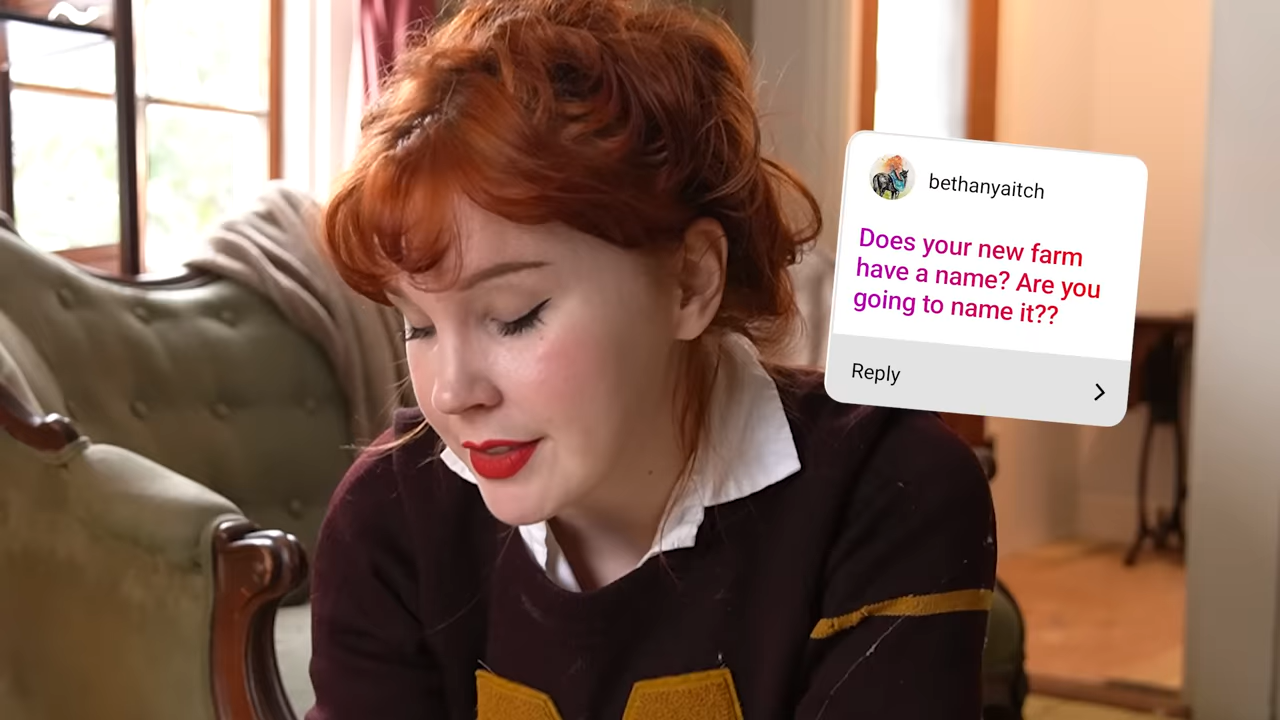 bethanyaitch
Does your new farm
have a name? Are you
going to name it??
Reply